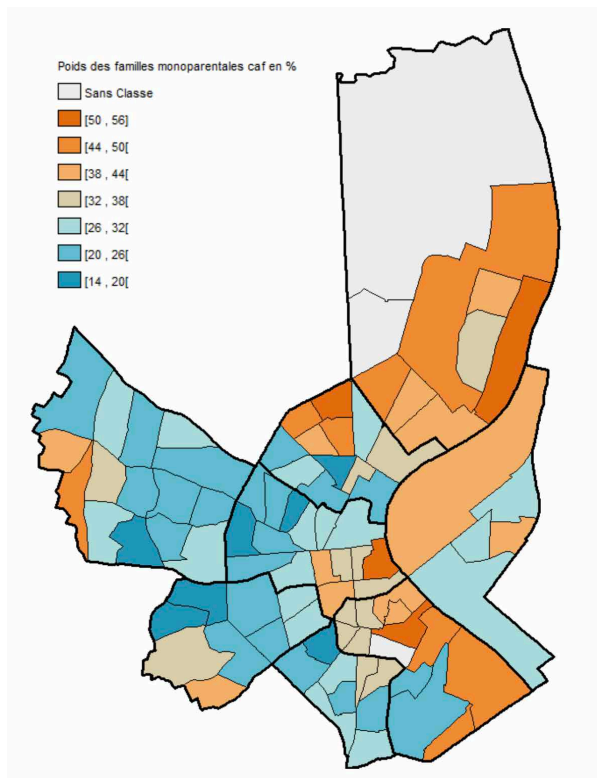 Poids des familles monoparentales caf en %
Sans Classe
[50 , 56]
[44 , 50[
[38 , 44[
[32 , 38[
[26 , 32[
[20 , 26[
[14 , 20[